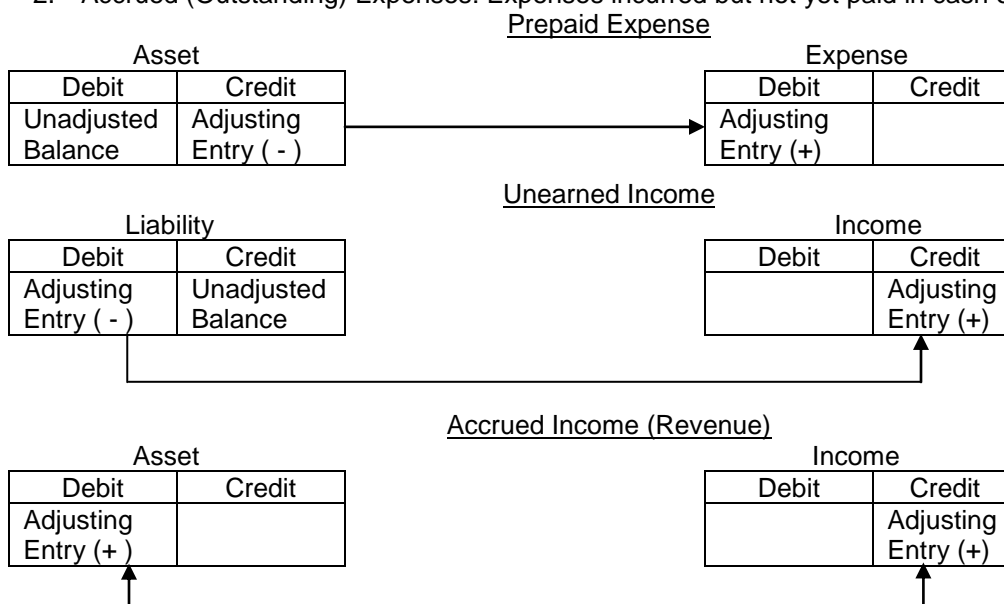 2. Accrued (Outstanding) Expenses: Expenses incurred but not yet paid in cash
Prepaid Expense
Asset Expense
Debit Credit Debit Credit
Unadjusted Adjusting Adjusting
Balance Entry ( - ) Entry (+)
Unearned Income
Liability Income
Debit Credit Debit Credit
Adjusting Unadjusted Adjusting
Entry ( - ) Balance Entry (+)
Accrued Income (Revenue)
Asset Income
Debit Credit Debit Credit
Adjusting Adjusting
Entry (+ ) Entry (+)